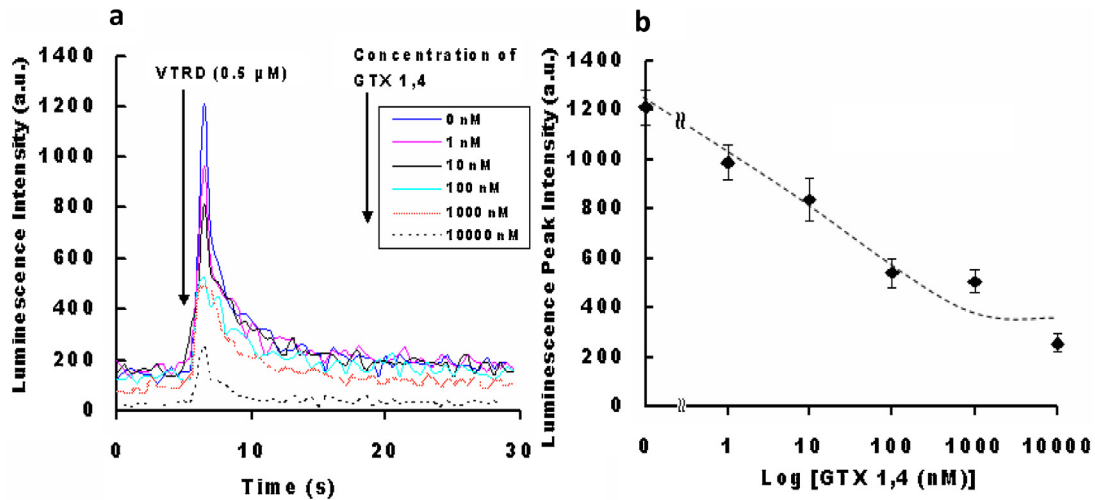 a
Luminescence Intensity (a.u.)
1400
1200
1000
800
600
400
200
0
0
10
20
30
Time (s)
VTRD (0.5 µM)
Concentration of
GTX 1,4
0 nM
1 nM
10 nM
100 nM
1000 nM
10000 nM
b
Luminescence Peak Intensity (a.u.)
1400
1200
1000
800
600
400
200
0
0
1
10
100
1000
10000
Log [GTX 1,4 (nM)]